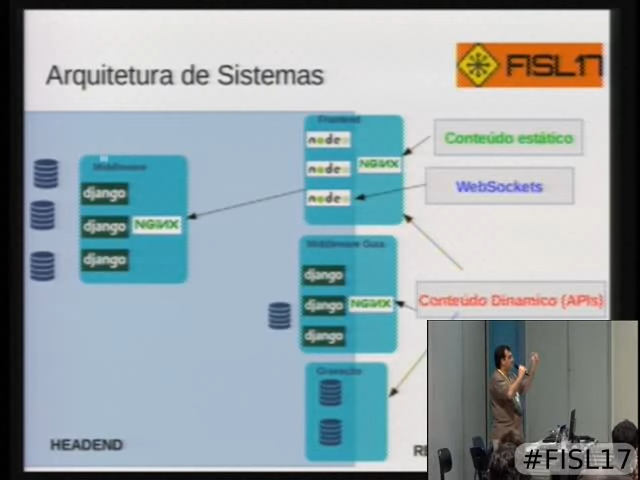 Arquitetura de Sistemas
FISL17
Frontend
node
Conteúdo estático
Middleware
node
NGINX
WebSockets
django
node
django
NGINX
Middleware Guia
django
django
django
NGINX
Conteúdo Dinamico (APIs)
django
Gravação
HEADEND
#FISL17